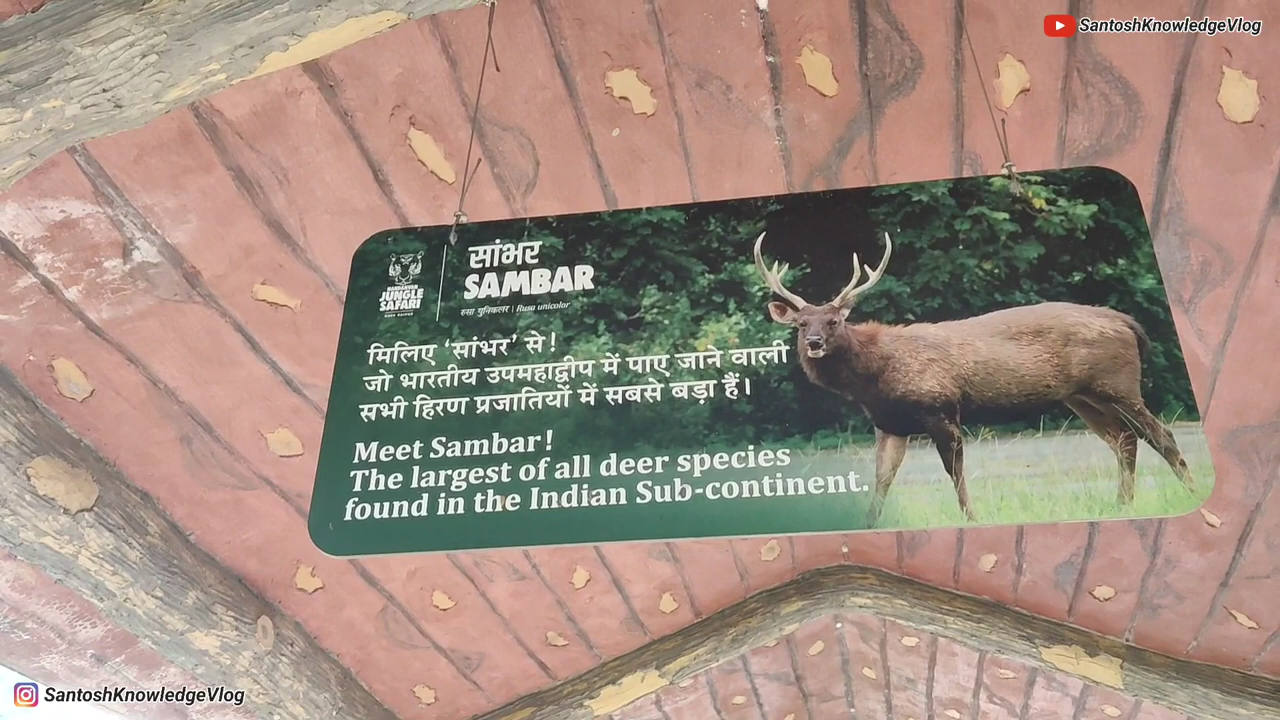 SantoshKnowledgeVlog
JUNGLE
SAFARI
सांभर
SAMBAR
रुसा युनिकलर | Rusa unicolor
मिलिए ‘सांभर’ से!
जो भारतीय उपमहाद्वीप में पाए जाने वाली
सभी हिरण प्रजातियों में सबसे बड़ा हैं।
Meet Sambar!
The largest of all deer species
found in the Indian Sub-continent.
SantoshKnowledgeVlog